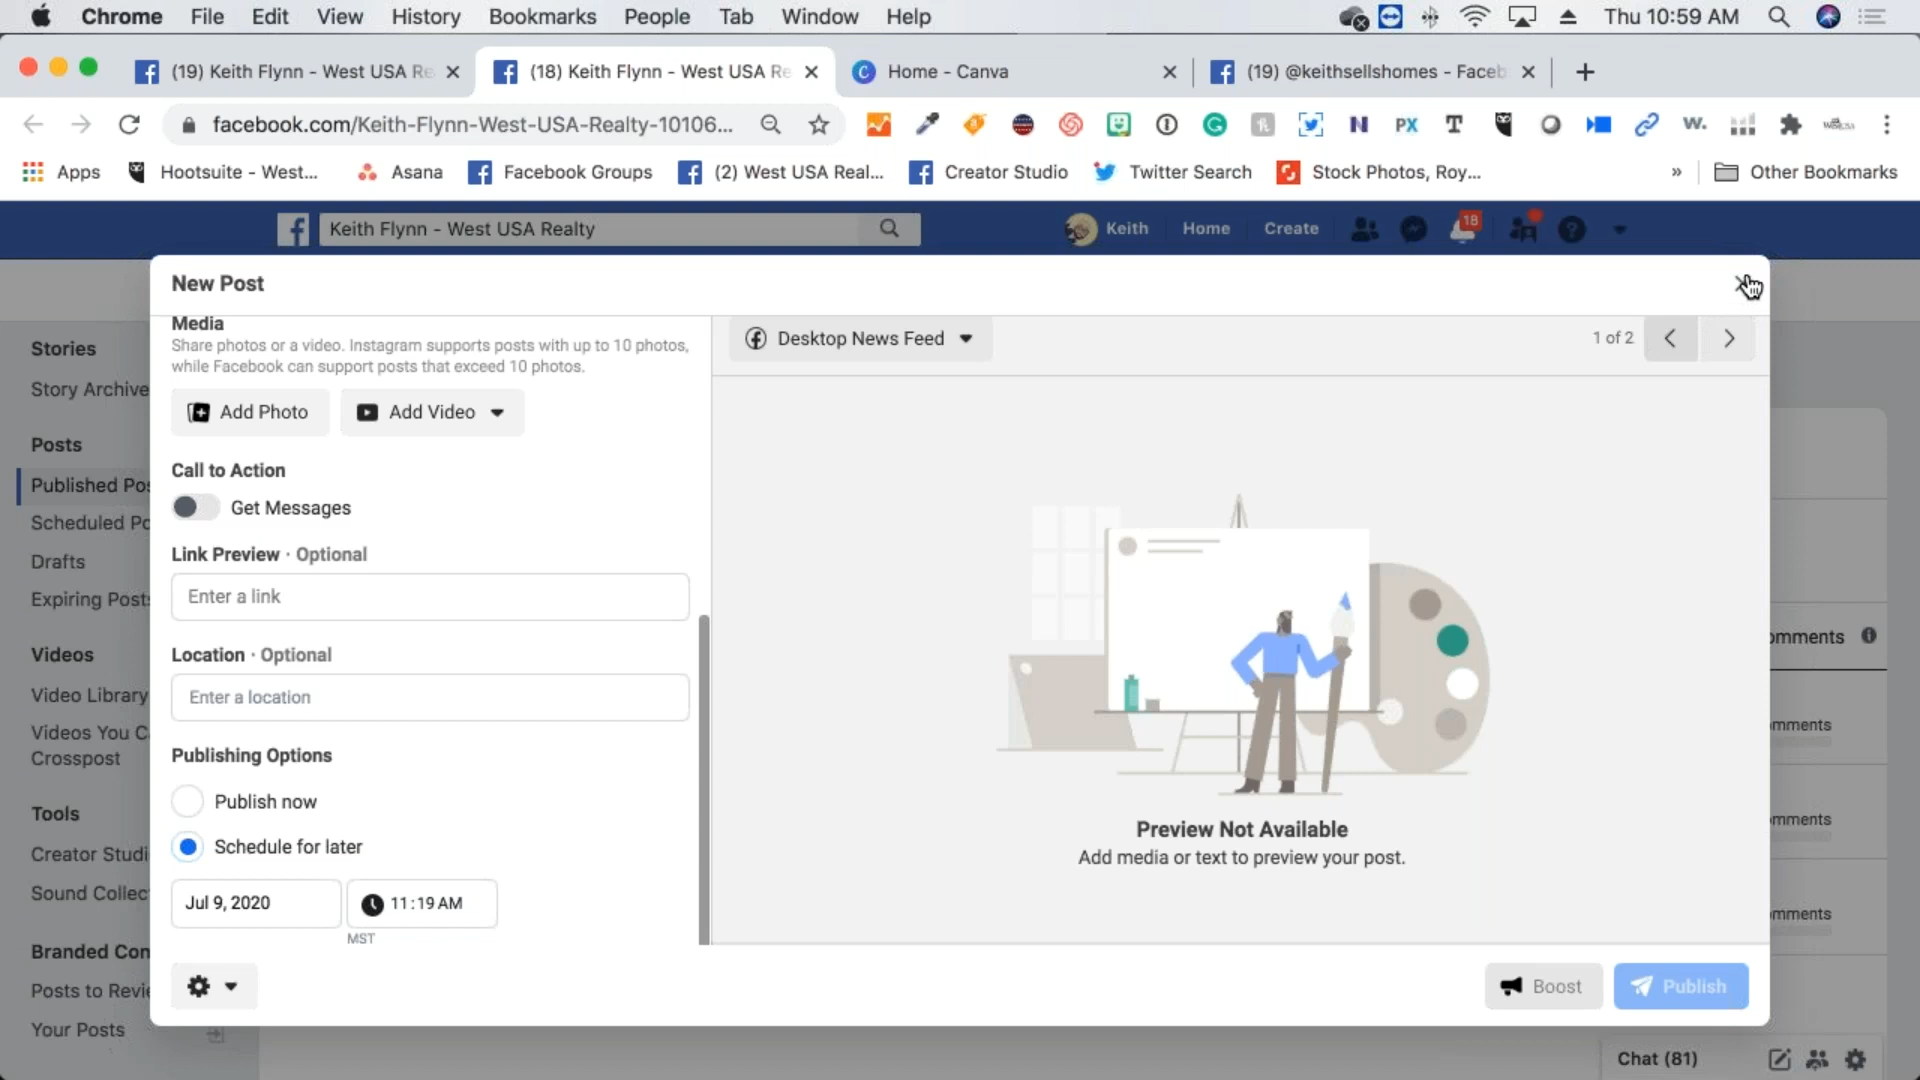 Chrome File Edit View History Bookmarks People Tab Window Help Thu 10:59 AM
(19) Keith Flynn - West USA Re
(18) Keith Flynn - West USA Re
Home - Canva
(19) @keithsellshomes - Faceb
facebook.com/Keith-Flynn-West-USA-Realty-10106...
Apps Hootsuite - West... Asana Facebook Groups (2) West USA Real... Creator Studio Twitter Search Stock Photos, Roy... » Other Bookmarks
Keith Flynn - West USA Realty
Keith Home Create 18
New Post
Stories
Story Archive
Posts
Published Pos
Scheduled Po
Drafts
Expiring Posts
Videos
Video Library
Videos You C
Crosspost
Tools
Creator Studi
Sound Collec
Branded Con
Posts to Revie
Your Posts
Media
Share photos or a video. Instagram supports posts with up to 10 photos,
while Facebook can support posts that exceed 10 photos.
Add Photo Add Video
Call to Action
Get Messages
Link Preview · Optional
Enter a link
Location · Optional
Enter a location
Publishing Options
Publish now
Schedule for later
Jul 9, 2020 11:19 AM
MST
Desktop News Feed
1 of 2
Preview Not Available
Add media or text to preview your post.
Boost Publish
omments
mments
mments
mments
Chat (81)